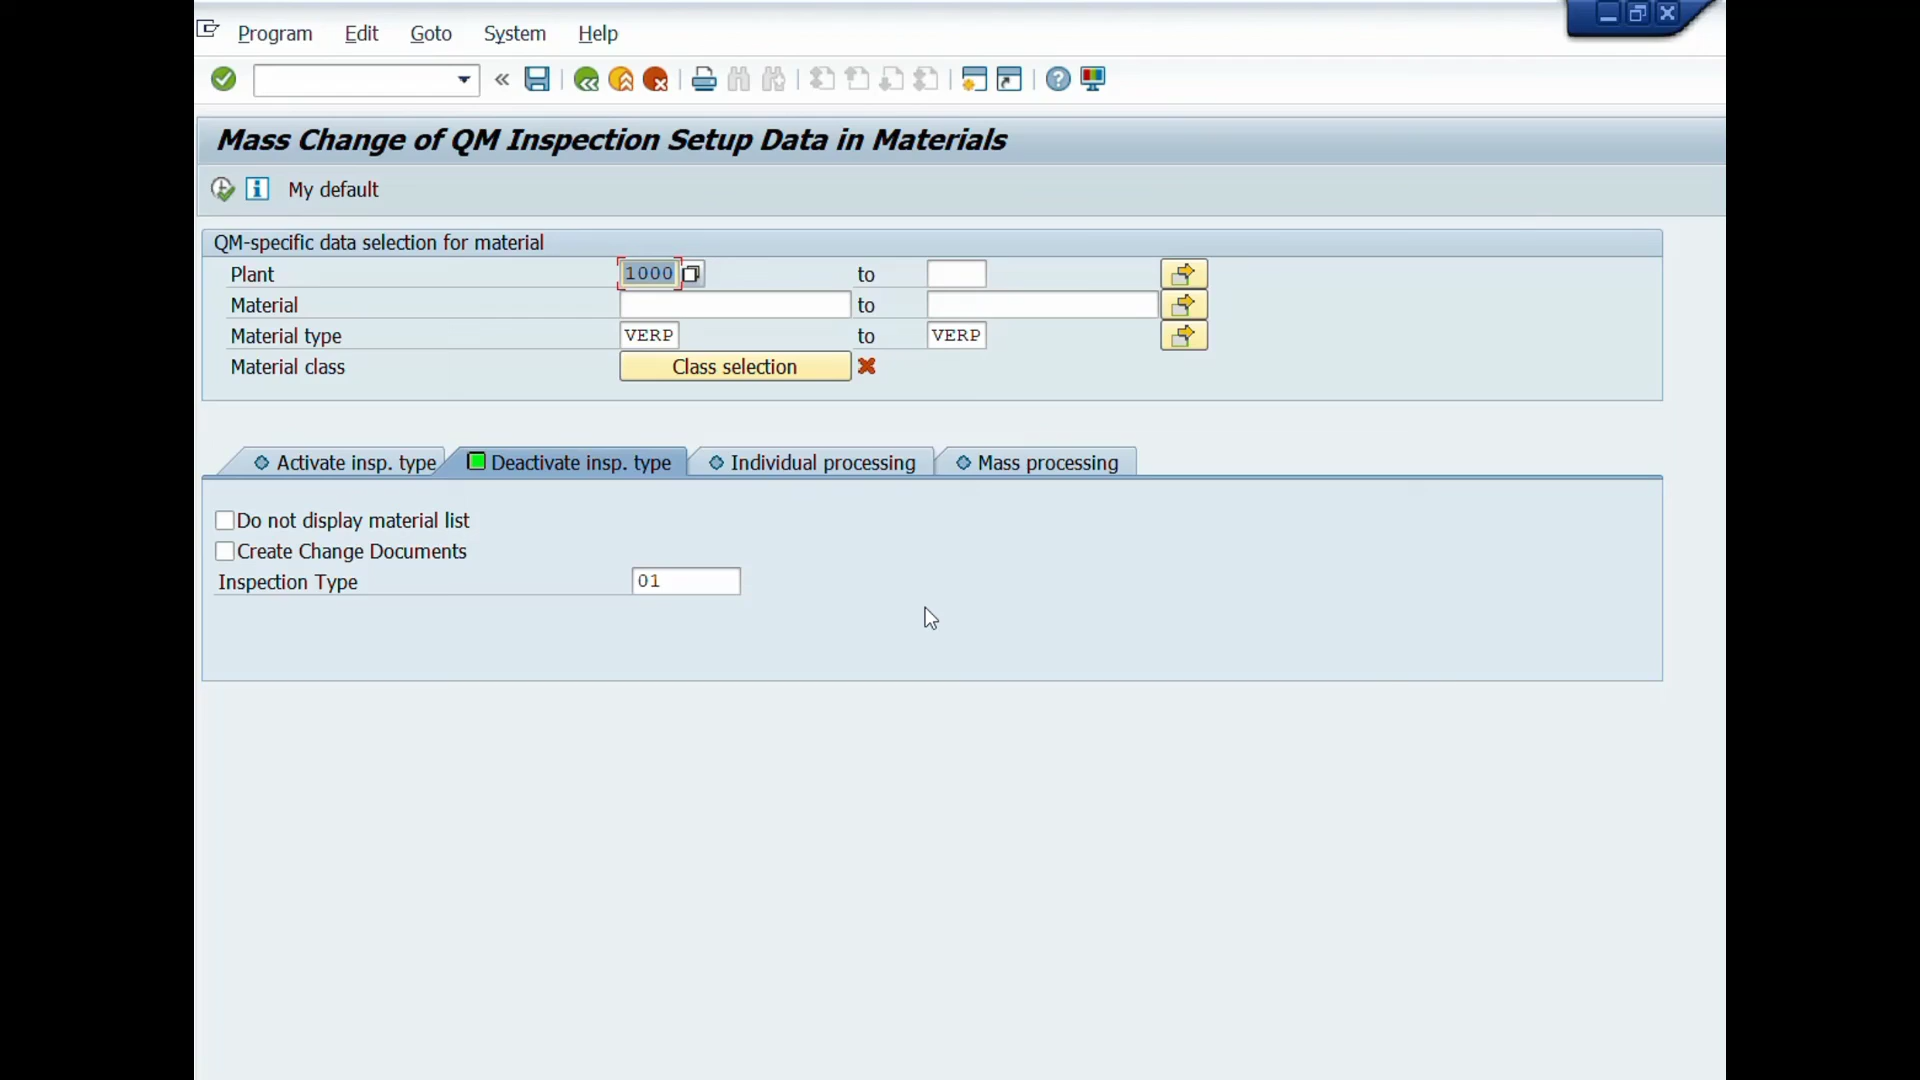 Program Edit Goto System Help
Mass Change of QM Inspection Setup Data in Materials
My default
QM-specific data selection for material
Plant 1000 to
Material to
Material type VERP to VERP
Material class Class selection
Activate insp. type Deactivate insp. type Individual processing Mass processing
Do not display material list
Create Change Documents
Inspection Type 01